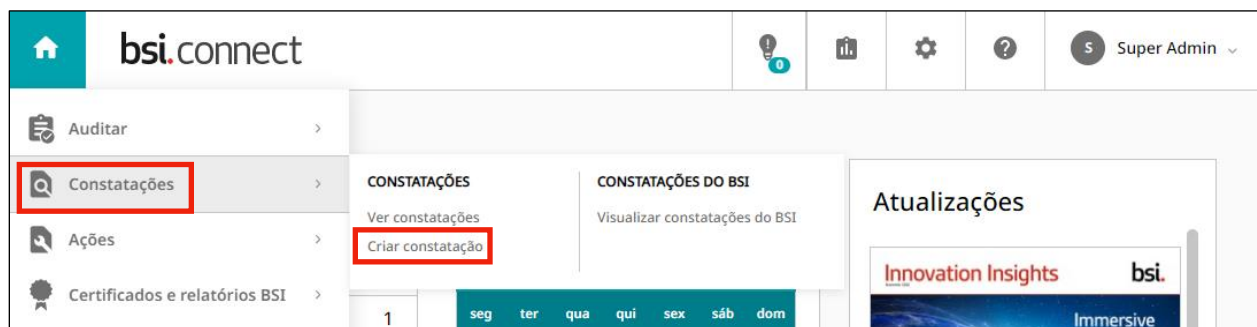 bsi.connect
0
S
Super Admin
Auditar
Constatações
CONSTATAÇÕES
CONSTATAÇÕES DO BSI
Ver constatações
Visualizar constatações do BSI
Criar constatação
Ações
Certificados e relatórios BSI
1
seg ter qua qui sex sáb dom
Atualizações
Innovation Insights
bsi.
Immersive